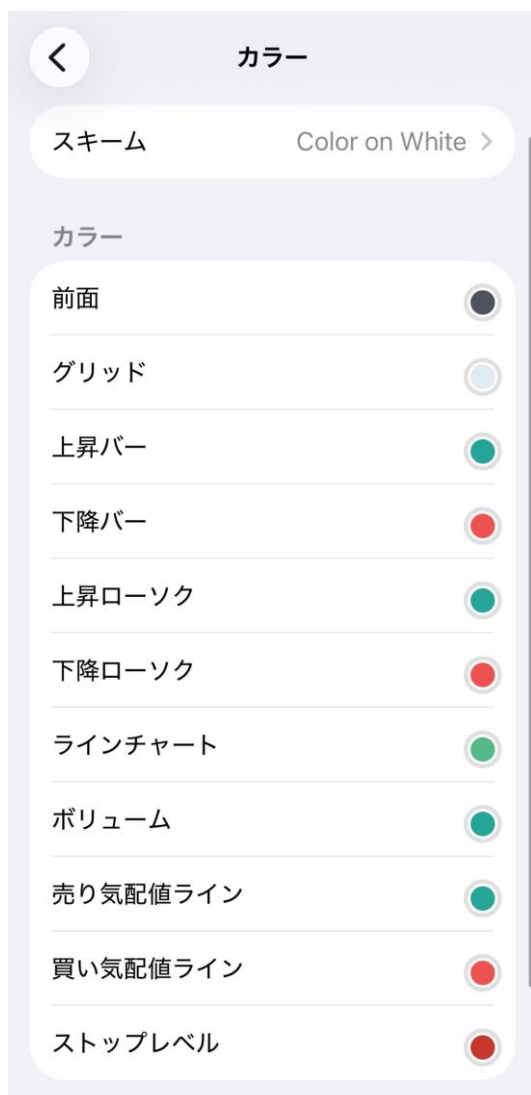 カラー
スキーム Color on White
カラー
前面
グリッド
上昇バー
下降バー
上昇ローソク
下降ローソク
ラインチャート
ボリューム
売り気配値ライン
買い気配値ライン
ストップレベル